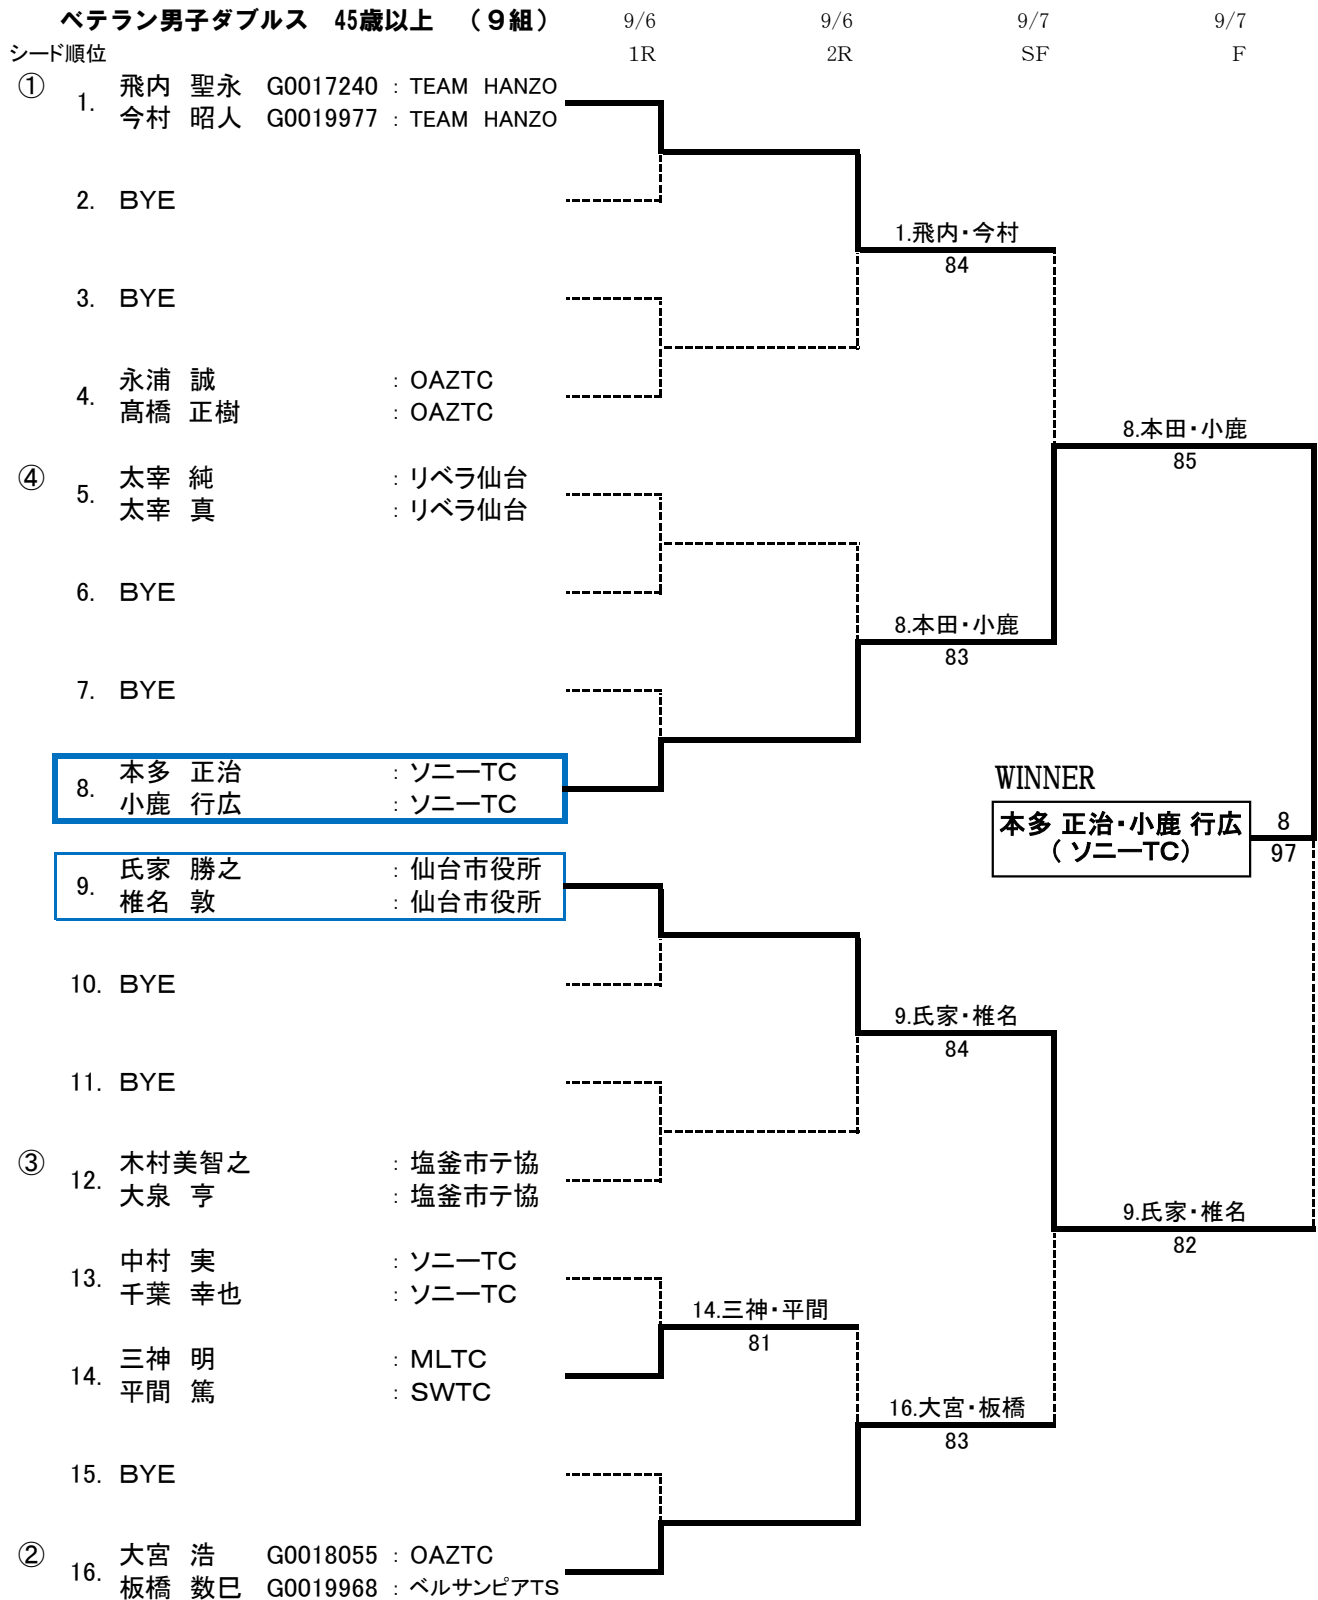 ベテラン男子ダブルス 45歳以上 (9組) 9/6 9/6 9/7 9/7
シード順位 1R 2R SF F
① 1. 飛内 聖永 G0017240 : TEAM HANZO
今村 昭人 G0019977 : TEAM HANZO
2. BYE
1.飛内・今村
84
3. BYE
4. 永浦 誠 : OAZTC
髙橋 正樹 : OAZTC
8.本田・小鹿
85
④ 5. 太宰 純 : リベラ仙台
太宰 真 : リベラ仙台
6. BYE
8.本田・小鹿
83
7. BYE
8. 本多 正治 : ソニーTC
小鹿 行広 : ソニーTC
WINNER
本多 正治・小鹿 行広 8
(ソニーTC) 97
9. 氏家 勝之 : 仙台市役所
椎名 敦 : 仙台市役所
10. BYE
9.氏家・椎名
84
11. BYE
③ 12. 木村美智之 : 塩釜市テ協
大泉 亨 : 塩釜市テ協
9.氏家・椎名
82
13. 中村 実 : ソニーTC
千葉 幸也 : ソニーTC
14.三神・平間
81
14. 三神 明 : MLTC
平間 篤 : SWTC
16.大宮・板橋
83
15. BYE
② 16. 大宮 浩 G0018055 : OAZTC
板橋 数巳 G0019968 : ベルサンピアTS